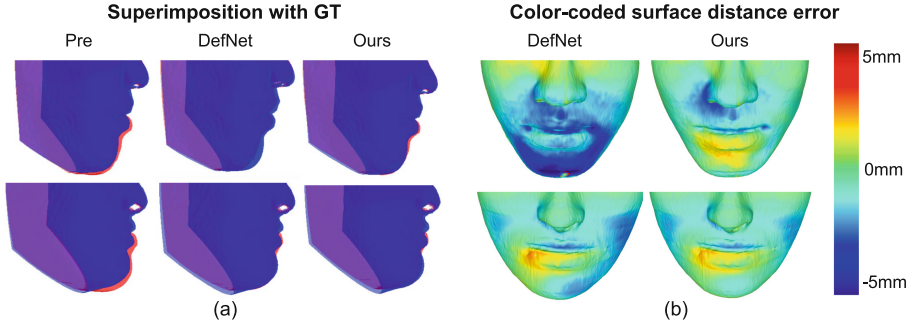 Superimposition with GT
Color-coded surface distance error
Pre
DefNet
Ours
DefNet
Ours
5mm
0mm
-5mm
(a)
(b)